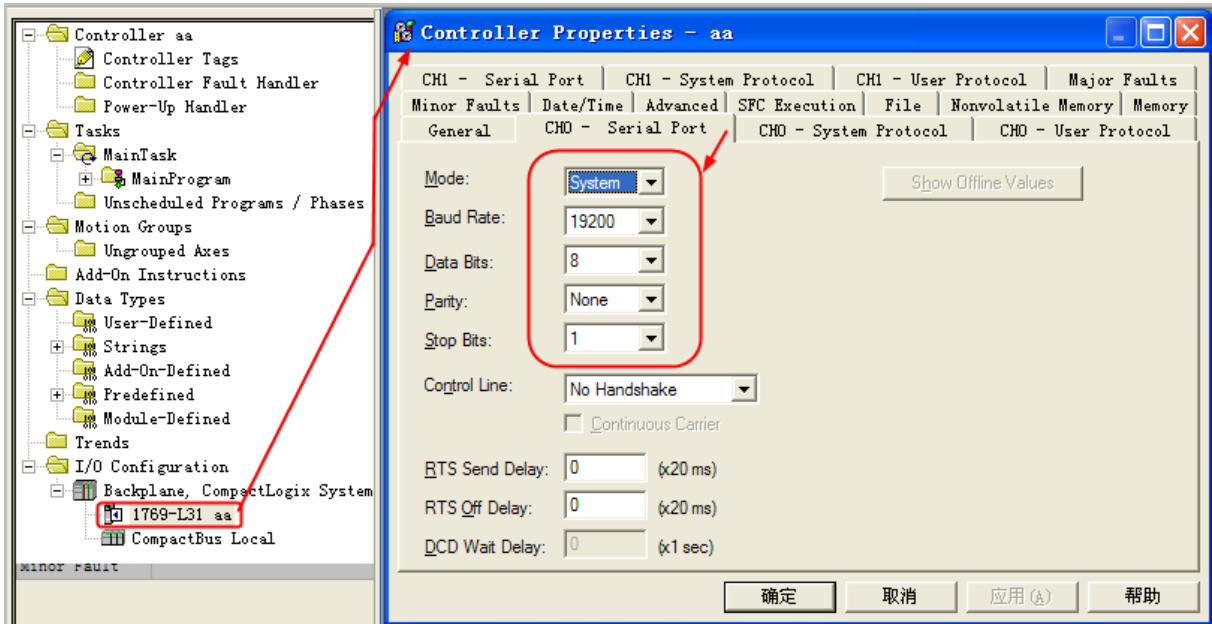 Controller aa
Controller Tags
Controller Fault Handler
Power-Up Handler
Tasks
MainTask
MainProgram
Unscheduled Programs / Phases
Motion Groups
Ungrouped Axes
Add-On Instructions
Data Types
User-Defined
Strings
Add-On-Defined
Predefined
Module-Defined
Trends
I/O Configuration
Backplane, CompactLogix System
1769-L31 aa
CompactBus Local
Minor Fault
Controller Properties - aa
CH1 - Serial Port CH1 - System Protocol CH1 - User Protocol Major Faults
Minor Faults Date/Time Advanced SFC Execution File Nonvolatile Memory Memory
General CH0 - Serial Port CH0 - System Protocol CH0 - User Protocol
Mode: System Show Offline Values
Baud Rate: 19200
Data Bits: 8
Parity: None
Stop Bits: 1
Control Line: No Handshake
Continuous Carrier
RTS Send Delay: 0 (x20 ms)
RTS Off Delay: 0 (x20 ms)
DCD Wait Delay: 0 (x1 sec)
确定 取消 应用(A) 帮助